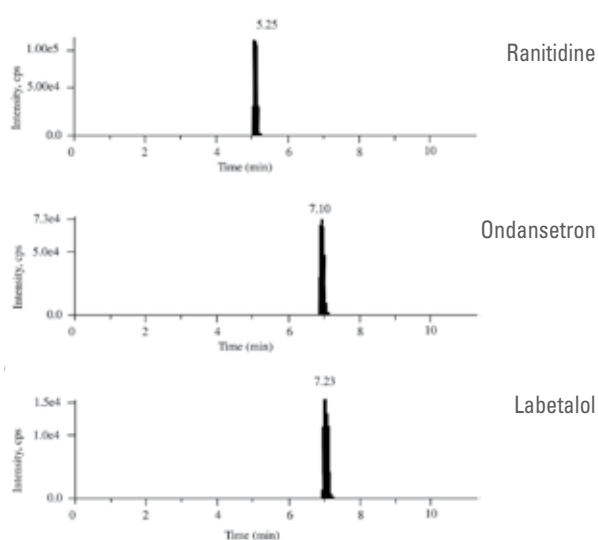 5.25
Ranitidine
Intensity, cps
1.00e5
5.00e4
0.0
0 2 4 6 8 10
Time (min)
7.10
Ondansetron
Intensity, cps
7.3e4
5.0e4
0.0
0 2 4 6 8 10
Time (min)
7.23
Labetalol
Intensity, cps
1.5e4
1.0e4
0.0
0 2 4 6 8 10
Time (min)